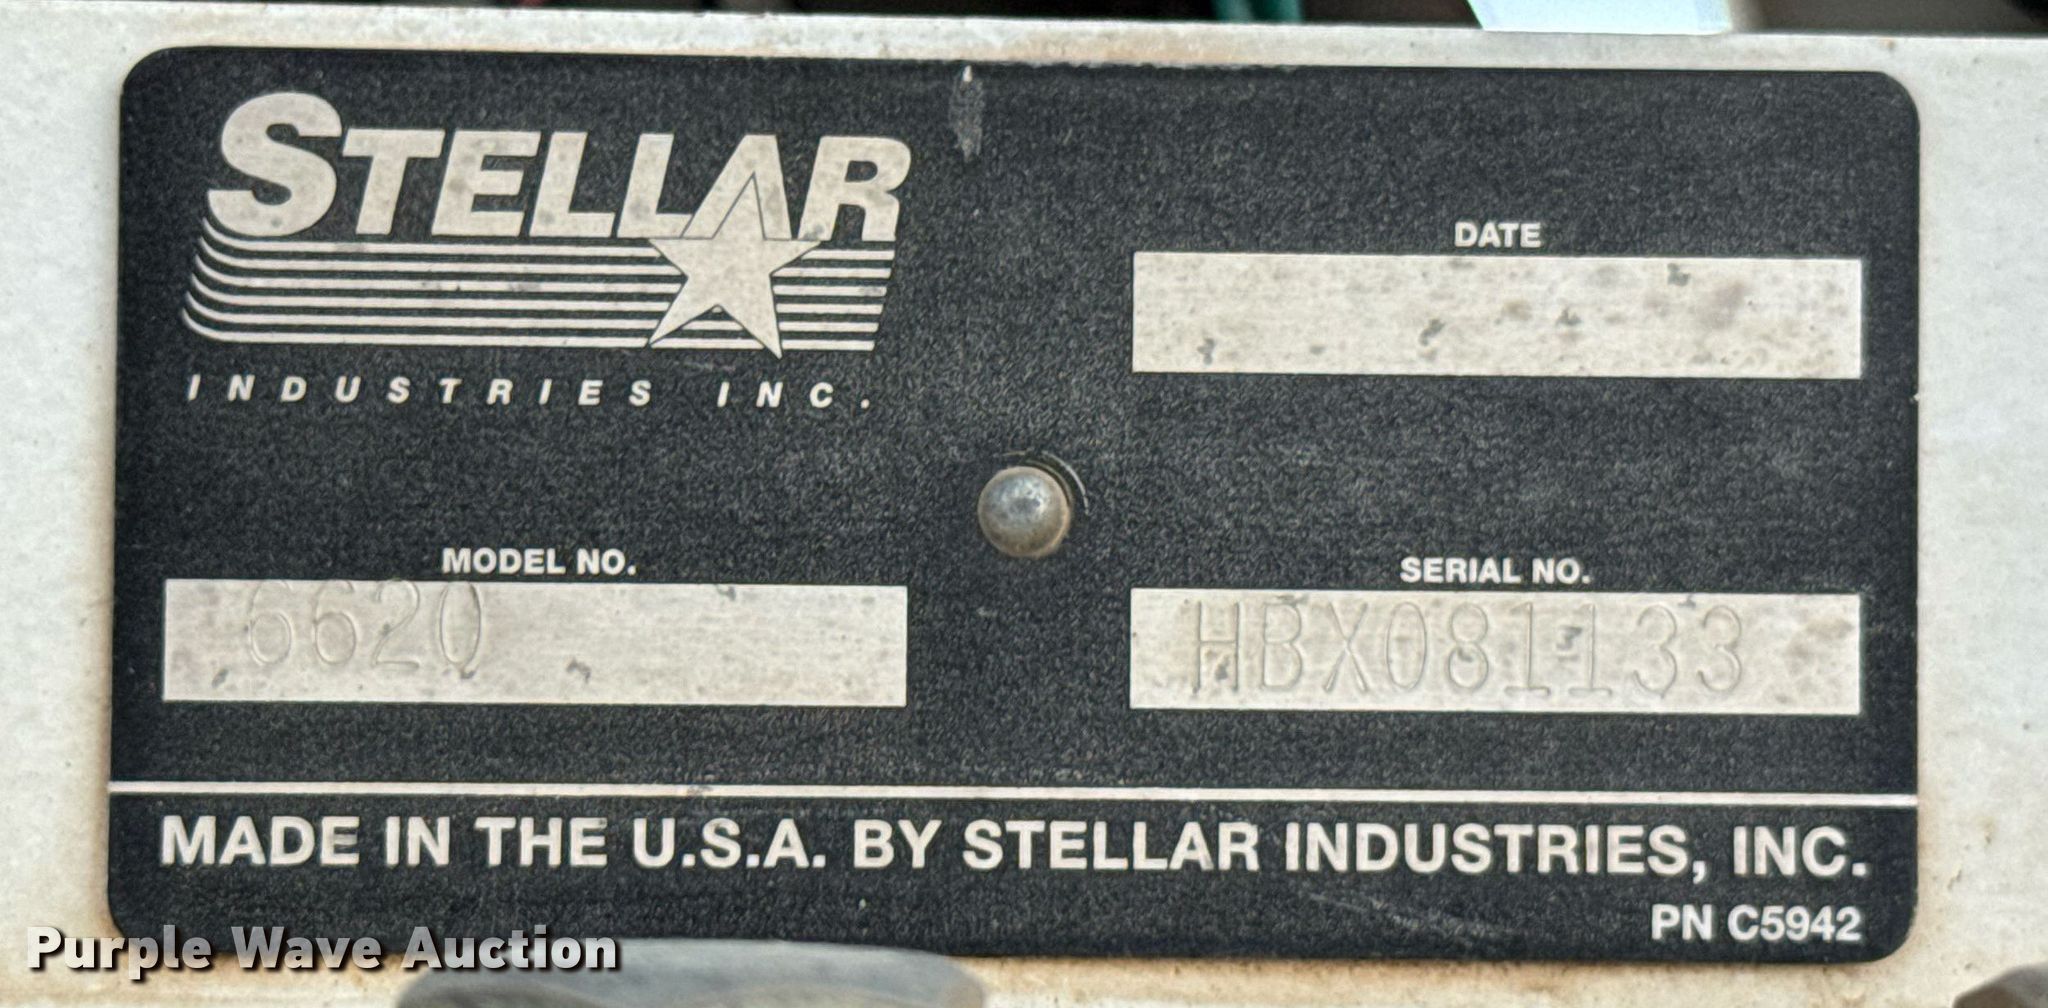 STELLAR
INDUSTRIES INC.
DATE
MODEL NO.
6620
SERIAL NO.
HBX081133
MADE IN THE U.S.A. BY STELLAR INDUSTRIES, INC.
PN C5942
Purple Wave Auction